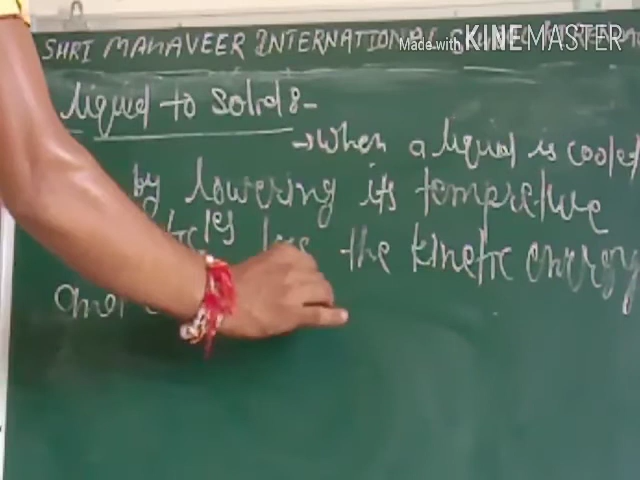 SHRI MAHAVEER INTERNATIONAL
Made with KINEMASTER
liquid to solid :-
→ when a liquid is cooled
by lowering its tempreture
the kinetic energy